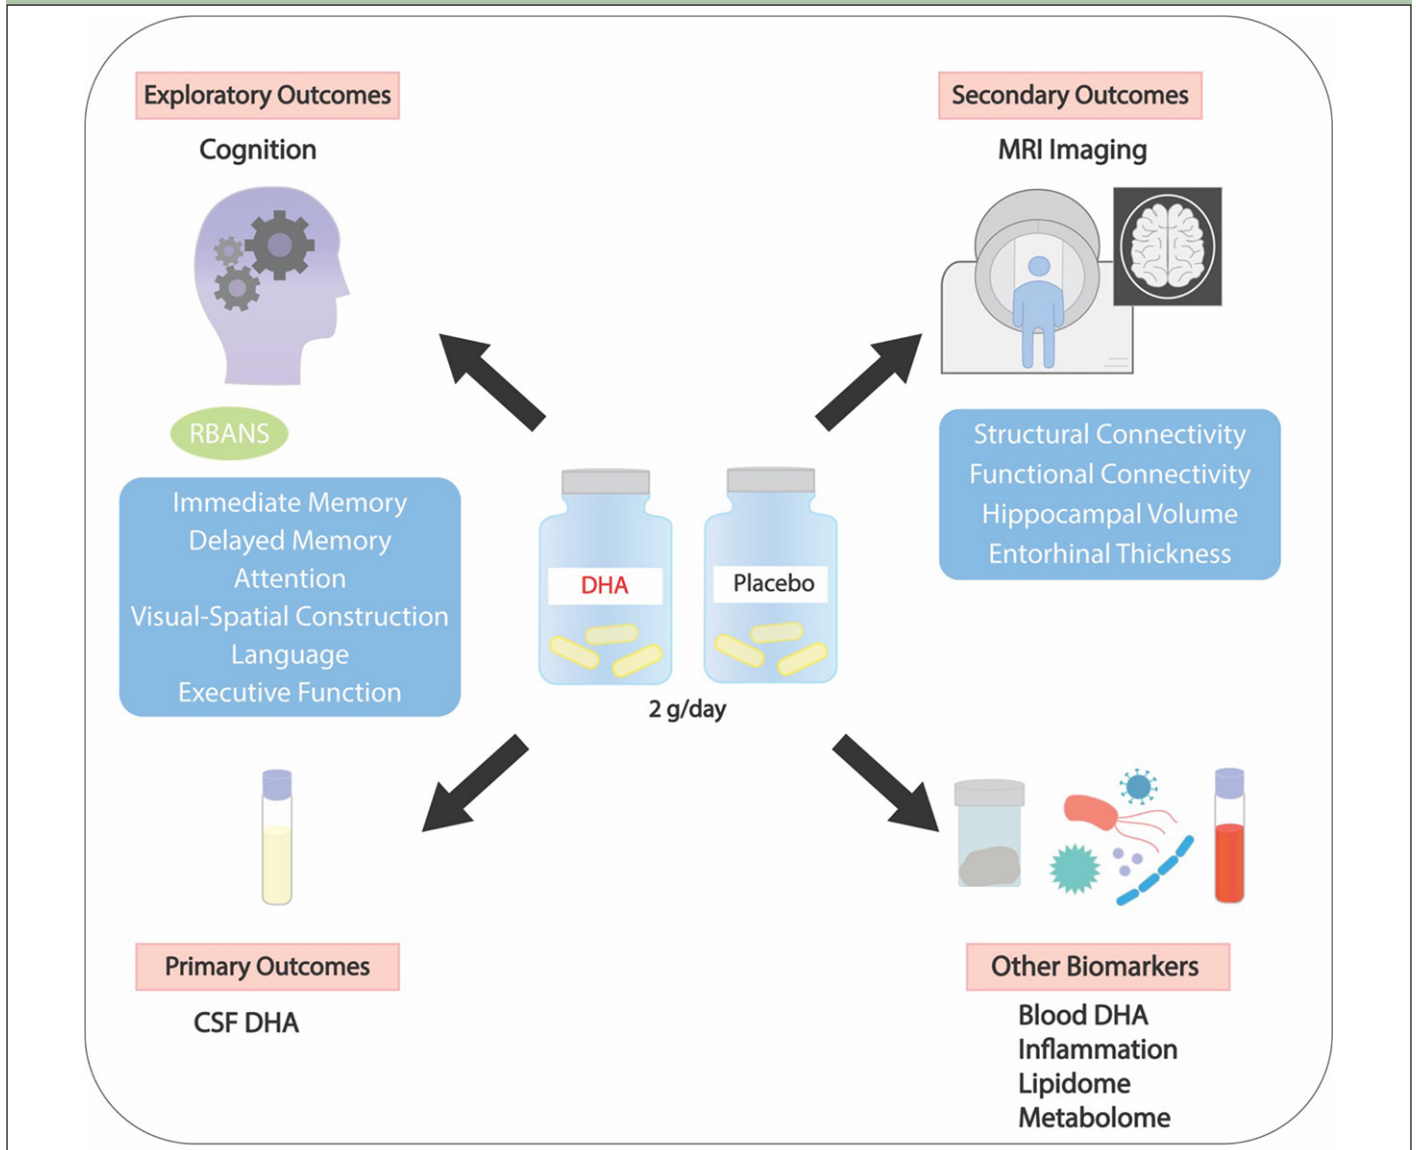 Exploratory Outcomes
Cognition
RBANS
Immediate Memory
Delayed Memory
Attention
Visual-Spatial Construction
Language
Executive Function
Secondary Outcomes
MRI Imaging
Structural Connectivity
Functional Connectivity
Hippocampal Volume
Entorhinal Thickness
DHA
Placebo
2 g/day
Primary Outcomes
CSF DHA
Other Biomarkers
Blood DHA
Inflammation
Lipidome
Metabolome